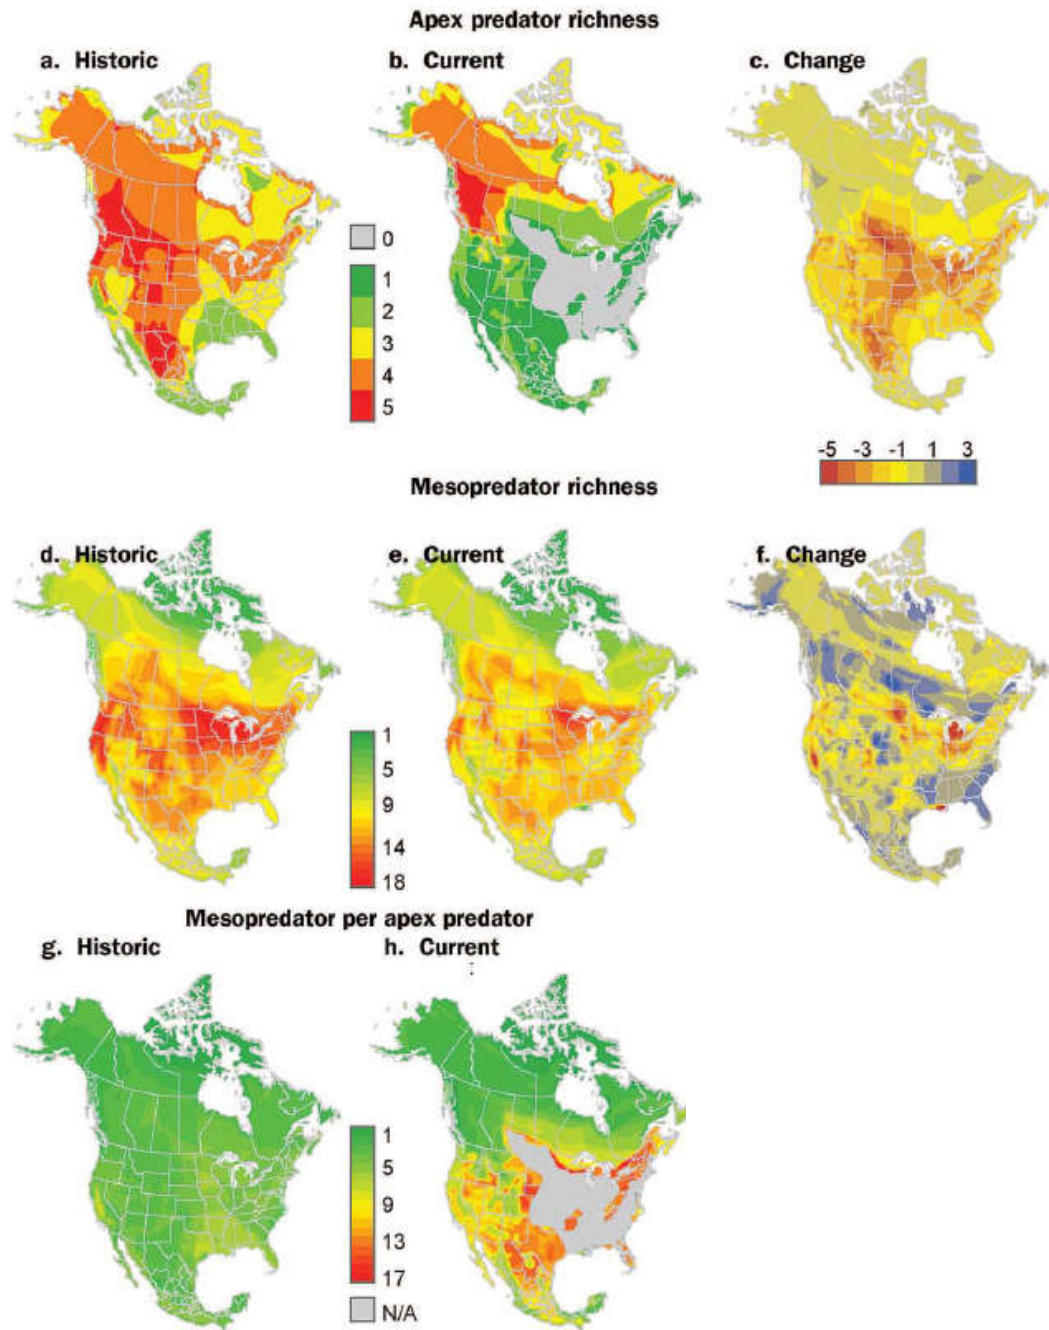 Apex predator richness
a. Historic
b. Current
c. Change
0
1
2
3
4
5
-5 -3 -1 1 3
Mesopredator richness
d. Historic
e. Current
f. Change
1
5
9
14
18
Mesopredator per apex predator
g. Historic
h. Current
1
5
9
13
17
N/A